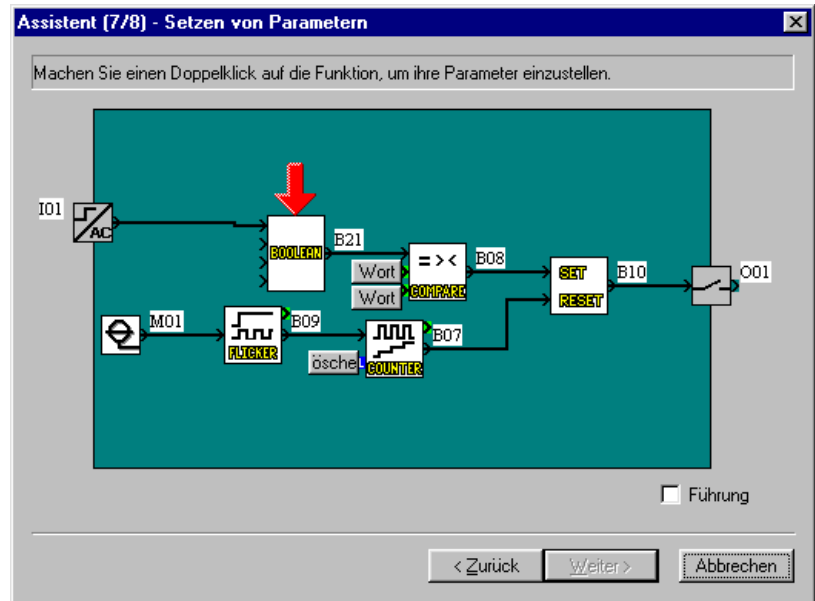 Assistent (7/8) - Setzen von Parametern
Machen Sie einen Doppelklick auf die Funktion, um ihre Parameter einzustellen.
I01
AC
BOOLEAN
B21
Wort
Wort
= > <
COMPARE
B08
SET
RESET
B10
O01
M01
FLICKER
B09
ösche
L
COUNTER
B07
Führung
< Zurück
Weiter >
Abbrechen